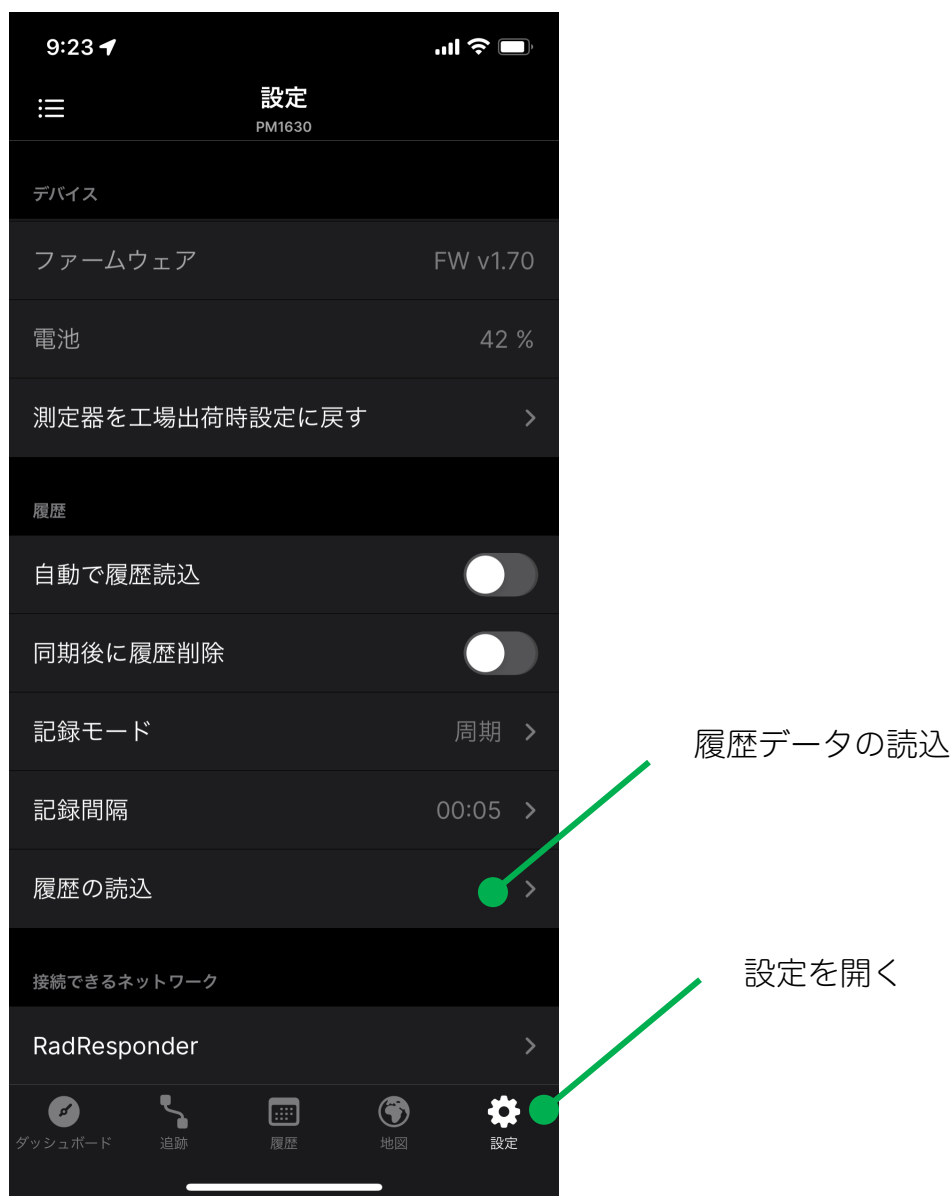 9:23
設定
PM1630
デバイス
ファームウェア FW v1.70
電池 42 %
測定器を工場出荷時設定に戻す
履歴
自動で履歴読込
同期後に履歴削除
記録モード 周期
履歴データの読込
記録間隔 00:05
履歴の読込
接続できるネットワーク
設定を開く
RadResponder
ダッシュボード 追跡 履歴 地図 設定